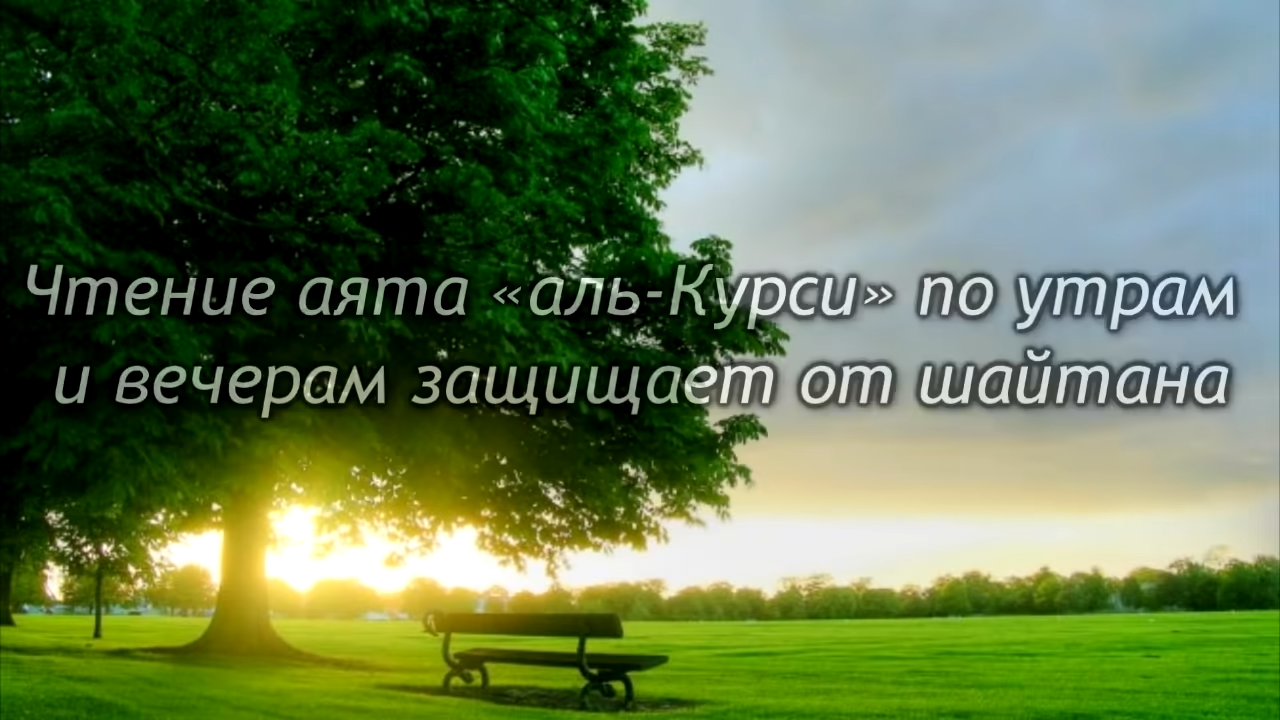 Чтение аята «аль-Курси» по утрам
и вечерам защищает от шайтана